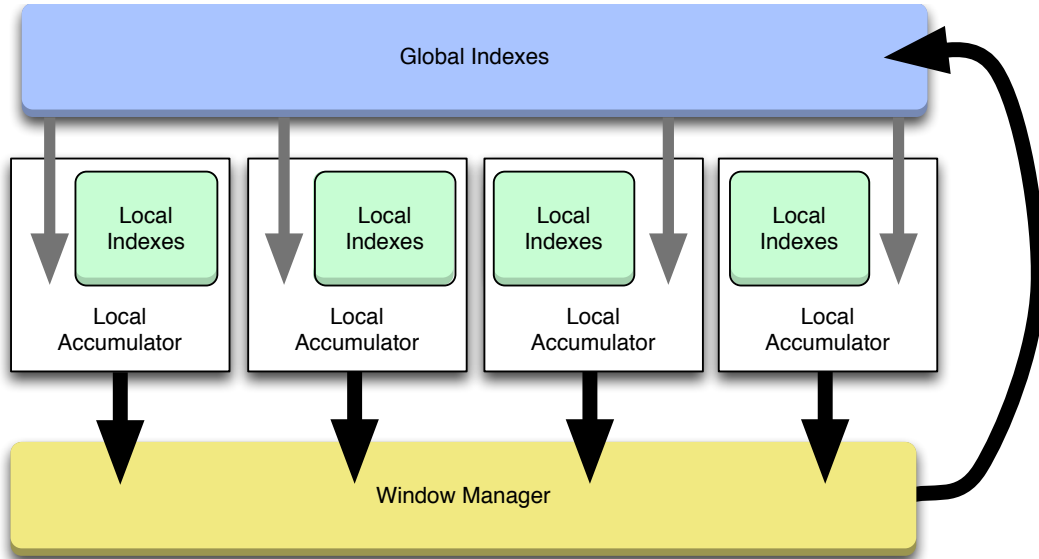 Global Indexes
Local
Indexes
Local
Accumulator
Local
Indexes
Local
Accumulator
Local
Indexes
Local
Accumulator
Local
Indexes
Local
Accumulator
Window Manager